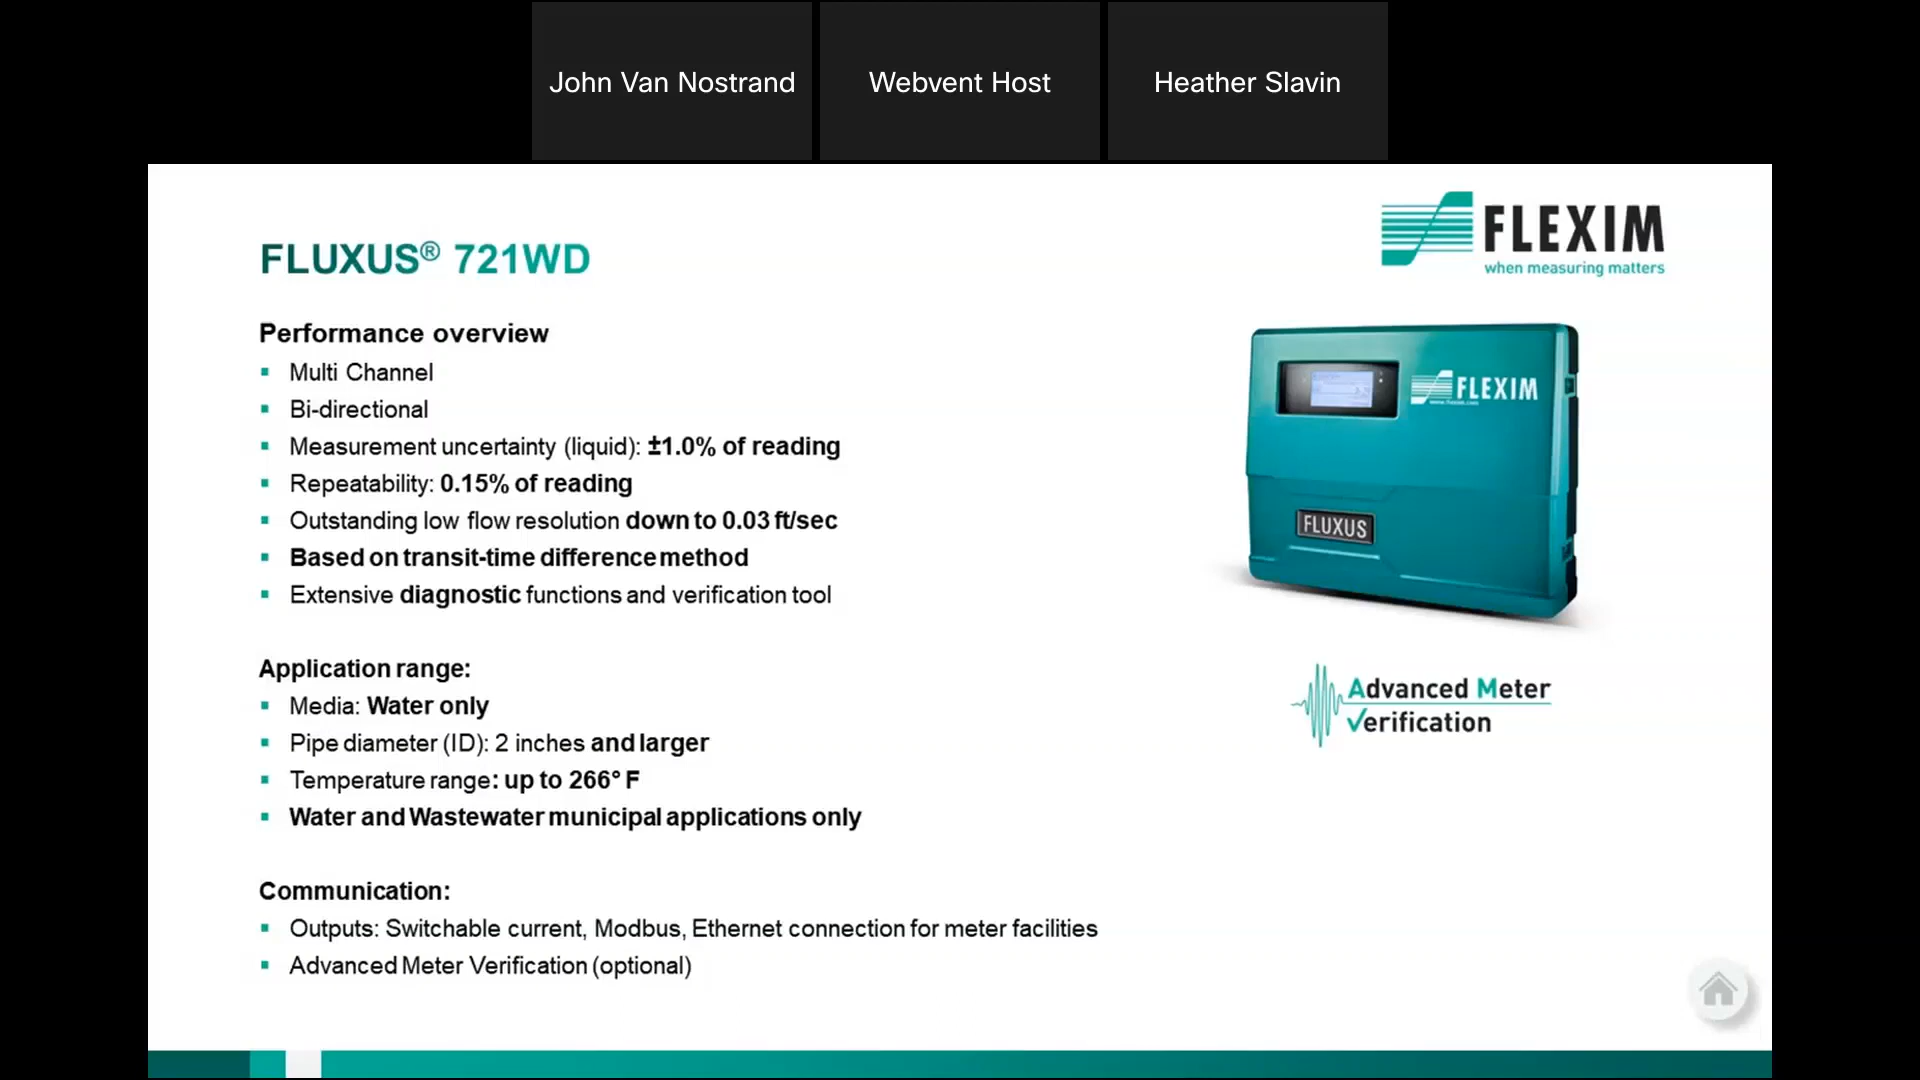 John Van Nostrand
Webvent Host
Heather Slavin
FLEXIM
when measuring matters
FLUXUS® 721WD
Performance overview
Multi Channel
Bi-directional
Measurement uncertainty (liquid): ±1.0% of reading
Repeatability: 0.15% of reading
Outstanding low flow resolution down to 0.03 ft/sec
Based on transit-time difference method
Extensive diagnostic functions and verification tool
Application range:
Media: Water only
Pipe diameter (ID): 2 inches and larger
Temperature range: up to 266° F
Water and Wastewater municipal applications only
Communication:
Outputs: Switchable current, Modbus, Ethernet connection for meter facilities
Advanced Meter Verification (optional)
FLEXIM
FLUXUS
Advanced Meter
Verification